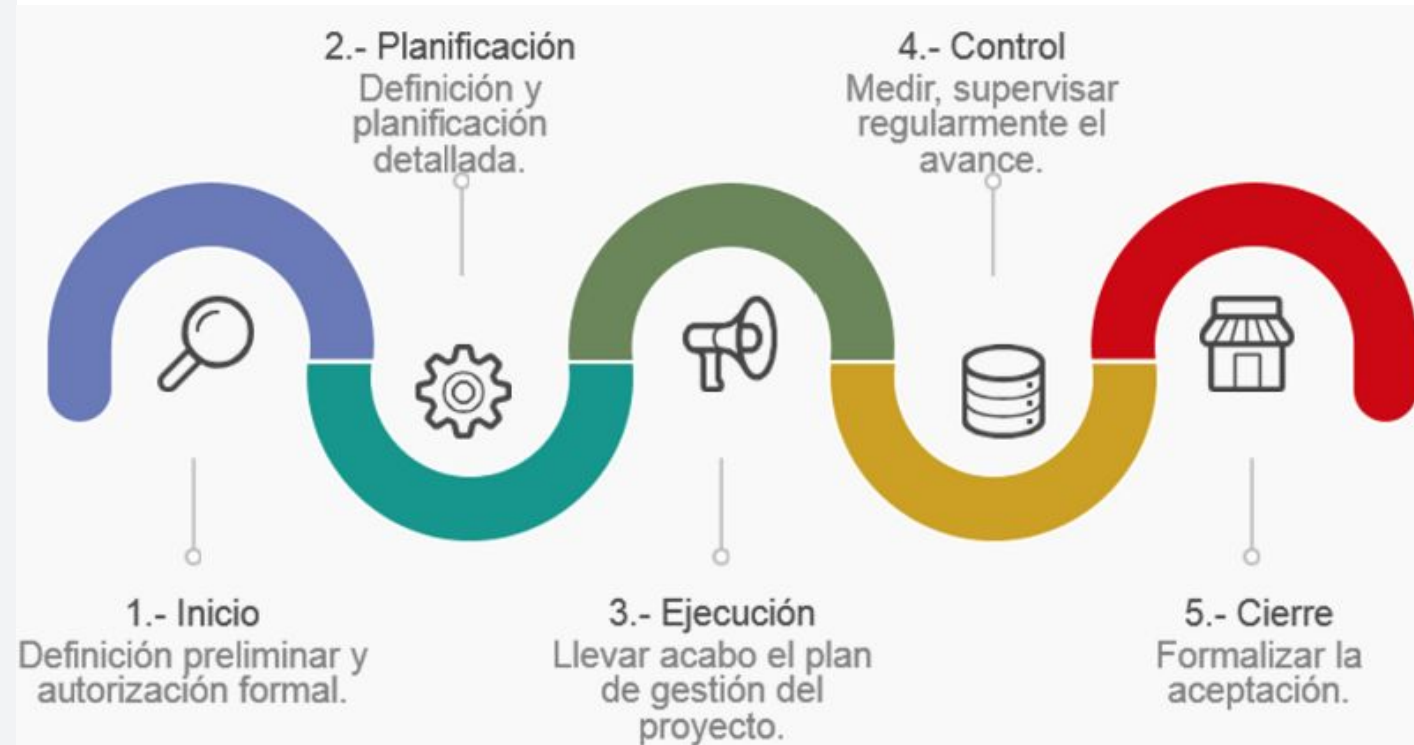 1.- Inicio
Definición preliminar y
autorización formal.
2.- Planificación
Definición y
planificación
detallada.
3.- Ejecución
Llevar acabo el plan
de gestión del
proyecto.
4.- Control
Medir, supervisar
regularmente el
avance.
5.- Cierre
Formalizar la
aceptación.